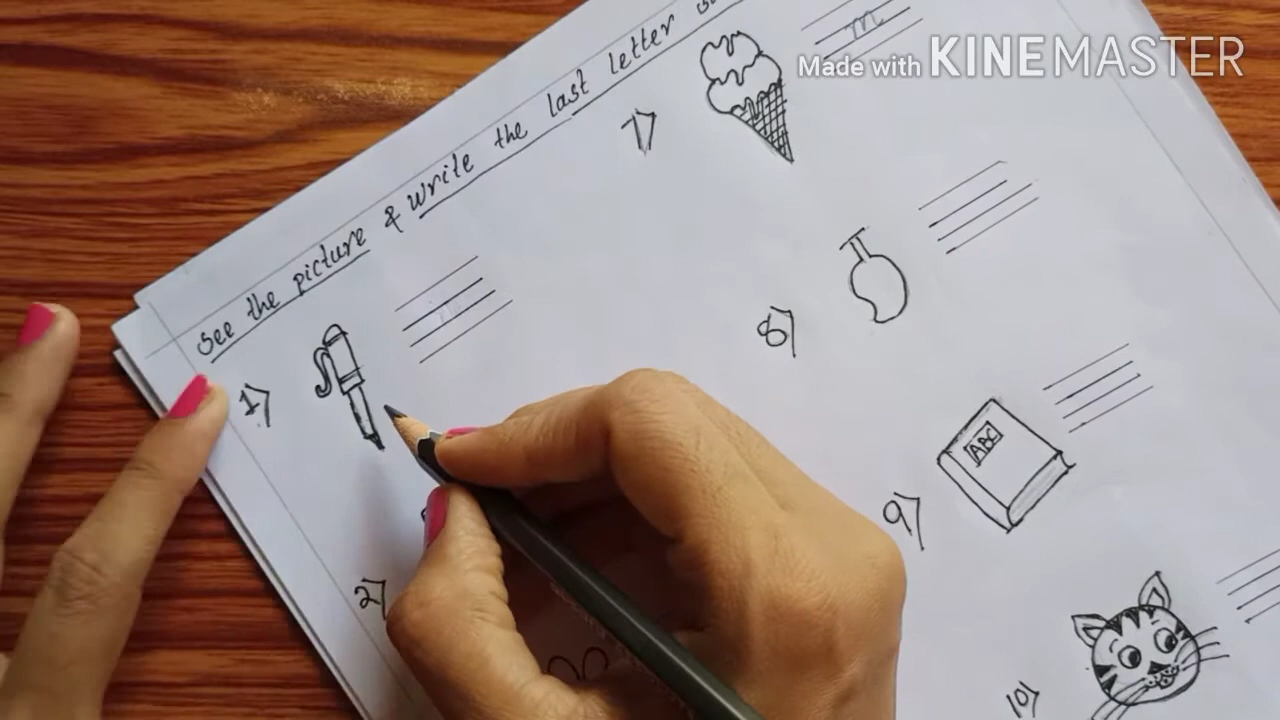 Made with KINEMASTER
See the picture & write the last letter
1)
2)
7)
m
8)
9)
ABC
10)